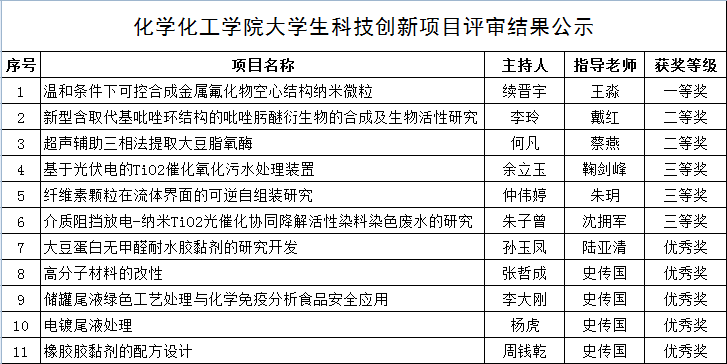 化学化工学院大学生科技创新项目评审结果公示
序号 项目名称 主持人 指导老师 获奖等级
1 温和条件下可控合成金属氟化物空心结构纳米微粒 续晋宇 王淼 一等奖
2 新型含取代基吡唑环结构的吡唑肟醚衍生物的合成及生物活性研究 李玲 戴红 二等奖
3 超声辅助三相法提取大豆脂氧酶 何凡 蔡燕 二等奖
4 基于光伏电的TiO2催化氧化污水处理装置 余立玉 鞠剑峰 三等奖
5 纤维素颗粒在流体界面的可逆自组装研究 仲伟婷 朱玥 三等奖
6 介质阻挡放电-纳米TiO2光催化协同降解活性染料染色废水的研究 朱子曾 沈拥军 三等奖
7 大豆蛋白无甲醛耐水胶黏剂的研究开发 孙玉凤 陆亚清 优秀奖
8 高分子材料的改性 张哲成 史传国 优秀奖
9 储罐尾液绿色工艺处理与化学免疫分析食品安全应用 李大刚 史传国 优秀奖
10 电镀尾液处理 杨虎 史传国 优秀奖
11 橡胶胶黏剂的配方设计 周钱乾 史传国 优秀奖